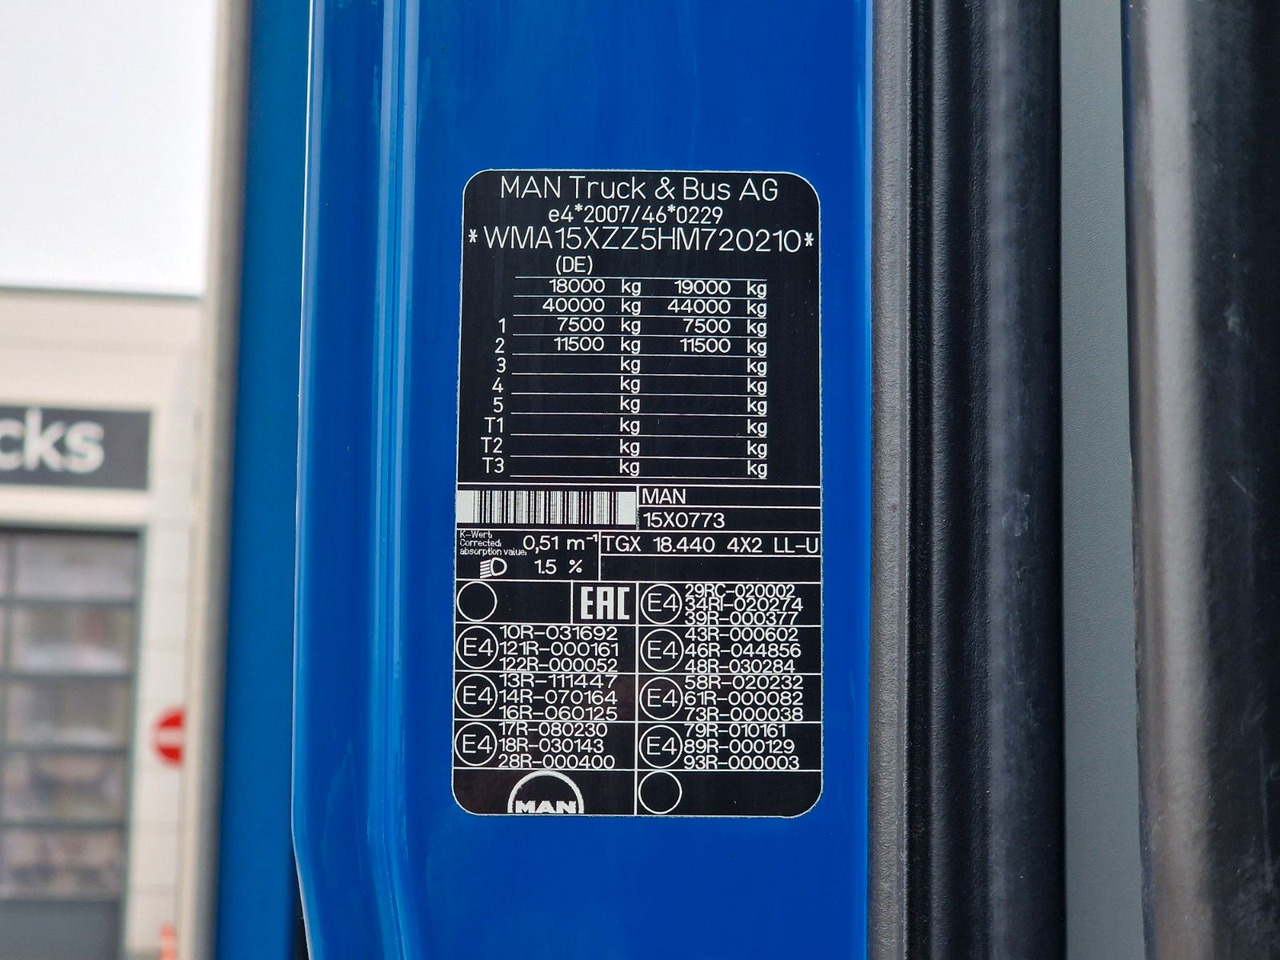 MAN Truck & Bus AG
e4*2007/46*0229
*WMA15XZZ5HM720210*
(DE)
18000 kg 19000 kg
40000 kg 44000 kg
1 7500 kg 7500 kg
2 11500 kg 11500 kg
3 kg kg
4 kg kg
5 kg kg
T1 kg kg
T2 kg kg
T3 kg kg
MAN
15X0773
K-Wert:
Corrected:
absorption value:
0,51 m⁻¹
1.5 %
TGX 18.440 4X2 LL-U
EAC
E4
29RC-020002
34RI-020274
39R-000377
E4
10R-031692
121R-000161
122R-000052
E4
43R-000602
46R-044856
48R-030284
E4
13R-111447
14R-070164
16R-060125
E4
58R-020232
61R-000082
73R-000038
E4
17R-080230
18R-030143
28R-000400
E4
79R-010161
89R-000129
93R-000003
MAN
cks